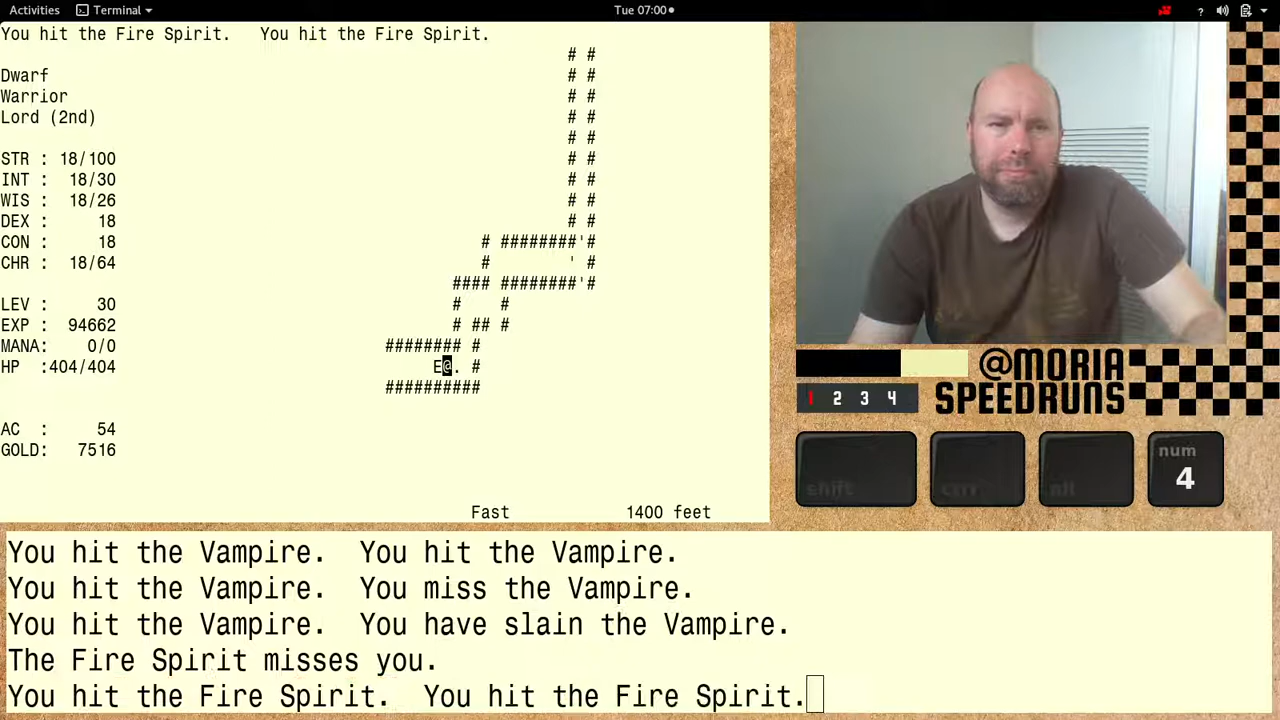 Activities Terminal Tue 07:00
You hit the Fire Spirit. You hit the Fire Spirit.
# #
Dwarf # #
Warrior # #
Lord (2nd) # #
# #
STR : 18/100 # #
INT : 18/30 # #
WIS : 18/26 # #
DEX : 18 # #
CON : 18 # ########'#
CHR : 18/64 # ' #
#### ########'#
LEV : 30 # #
EXP : 94662 # ## #
MANA: 0/0 ######## #
HP :404/404 E@. #
##########
AC : 54
GOLD: 7516
Fast 1400 feet
@MORIA
SPEEDRUNS
1 2 3 4
shift ctrl alt num
4
You hit the Vampire. You hit the Vampire.
You hit the Vampire. You miss the Vampire.
You hit the Vampire. You have slain the Vampire.
The Fire Spirit misses you.
You hit the Fire Spirit. You hit the Fire Spirit.